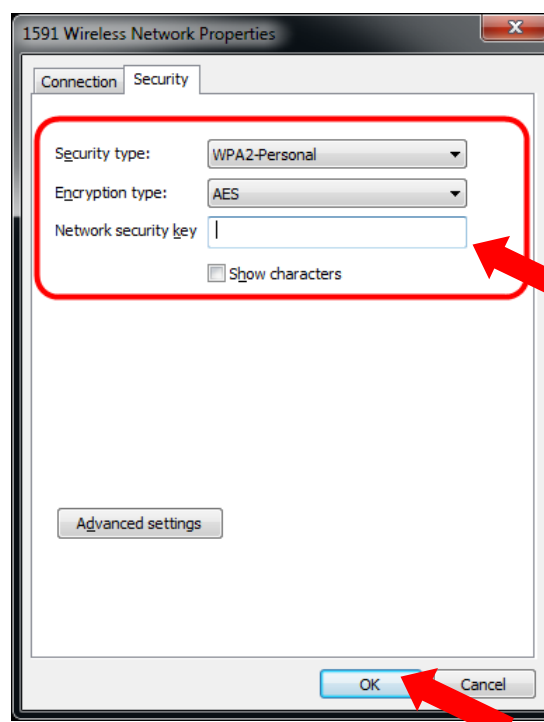 1591 Wireless Network Properties
Connection Security
Security type: WPA2-Personal
Encryption type: AES
Network security key
Show characters
Advanced settings
OK Cancel